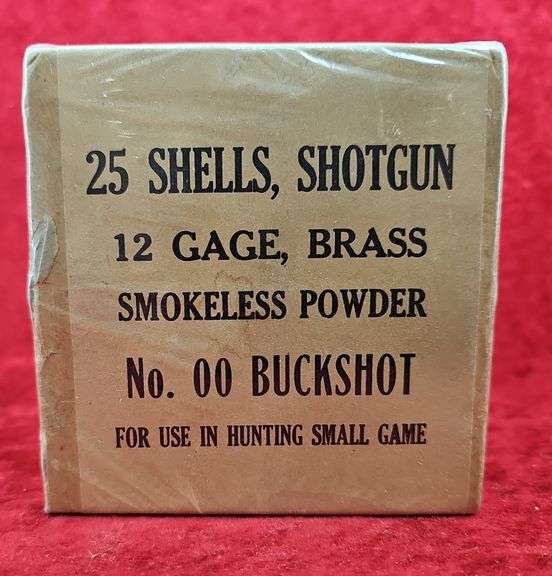 25 SHELLS, SHOTGUN
12 GAGE, BRASS
SMOKELESS POWDER
No. 00 BUCKSHOT
FOR USE IN HUNTING SMALL GAME